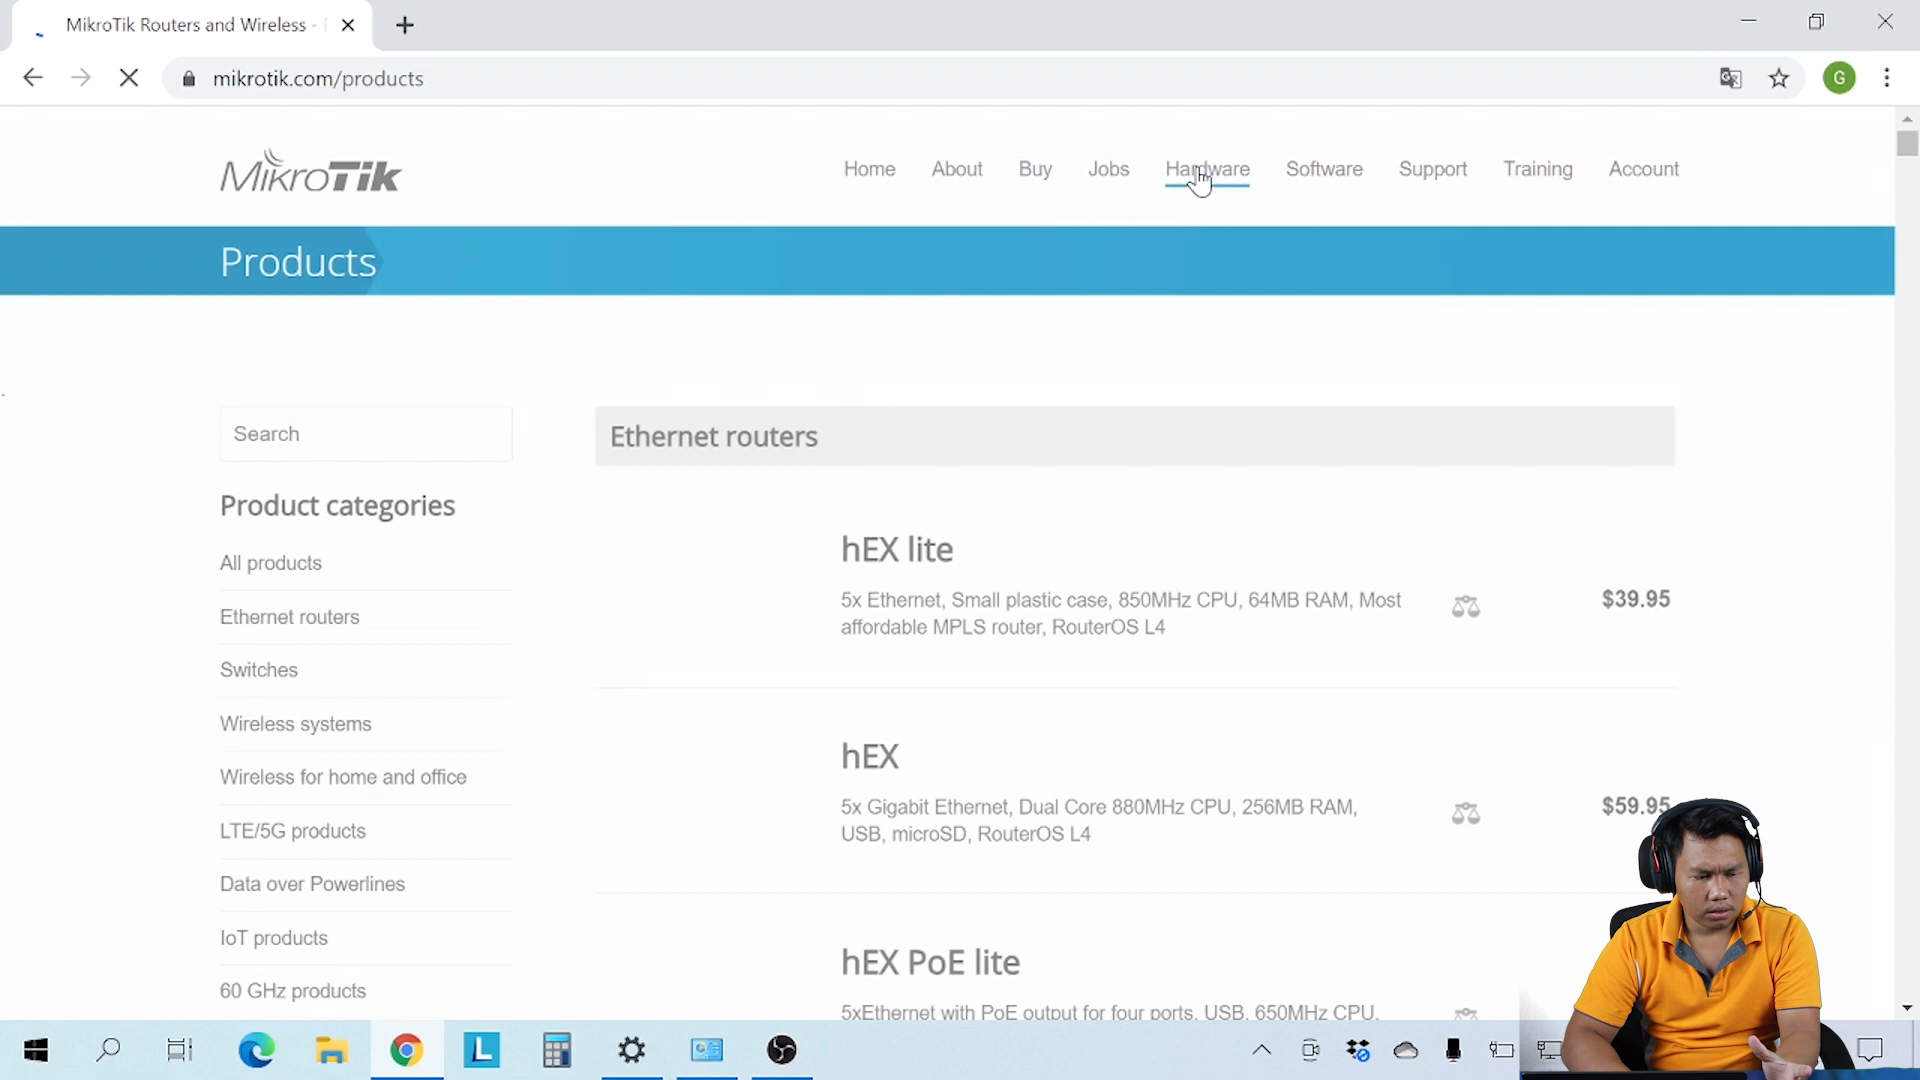 MikroTik Routers and Wireless -
mikrotik.com/products
G
MikroTik
Home
About
Buy
Jobs
Hardware
Software
Support
Training
Account
Products
Search
Product categories
All products
Ethernet routers
Switches
Wireless systems
Wireless for home and office
LTE/5G products
Data over Powerlines
IoT products
60 GHz products
Ethernet routers
hEX lite
5x Ethernet, Small plastic case, 850MHz CPU, 64MB RAM, Most
affordable MPLS router, RouterOS L4
$39.95
hEX
5x Gigabit Ethernet, Dual Core 880MHz CPU, 256MB RAM,
USB, microSD, RouterOS L4
$59.95
hEX PoE lite
5xEthernet with PoE output for four ports, USB, 650MHz CPU,
L